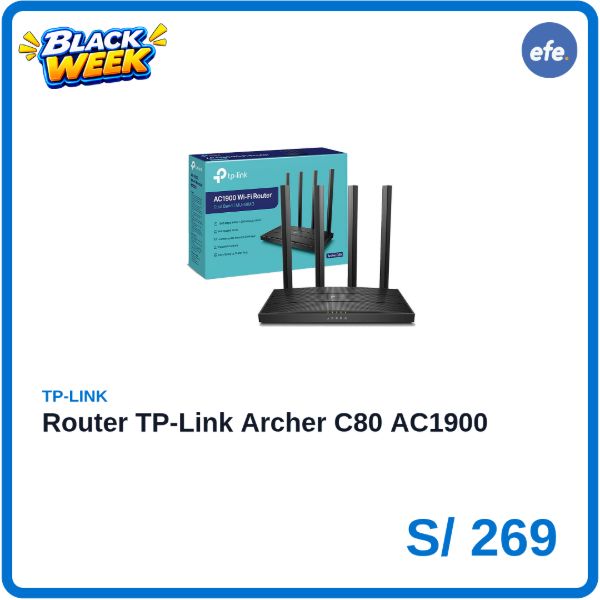 BLACK
WEEK
efe.
tp-link
AC1900 Wi-Fi Router
TP-LINK
Router TP-Link Archer C80 AC1900
S/ 269